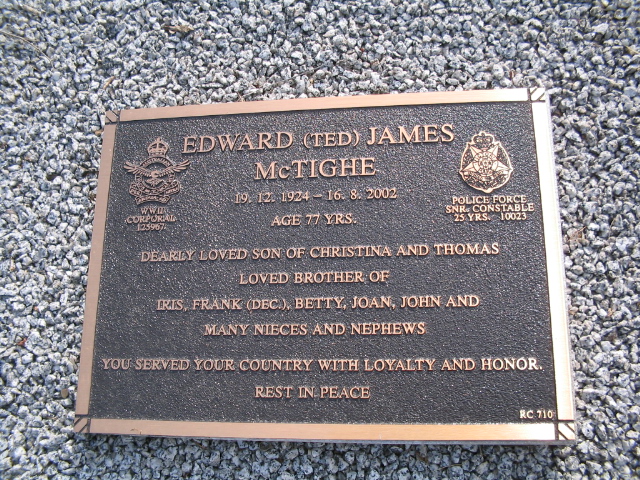 EDWARD (TED) JAMES
McTIGHE
19. 12. 1924 – 16. 8. 2002
AGE 77 YRS.
WWII
CORPORAL
125967.
POLICE FORCE
SNR. CONSTABLE
25 YRS. 10023
DEARLY LOVED SON OF CHRISTINA AND THOMAS
LOVED BROTHER OF
IRIS, FRANK (DEC.), BETTY, JOAN, JOHN AND
MANY NIECES AND NEPHEWS
YOU SERVED YOUR COUNTRY WITH LOYALTY AND HONOR.
REST IN PEACE
RC 710